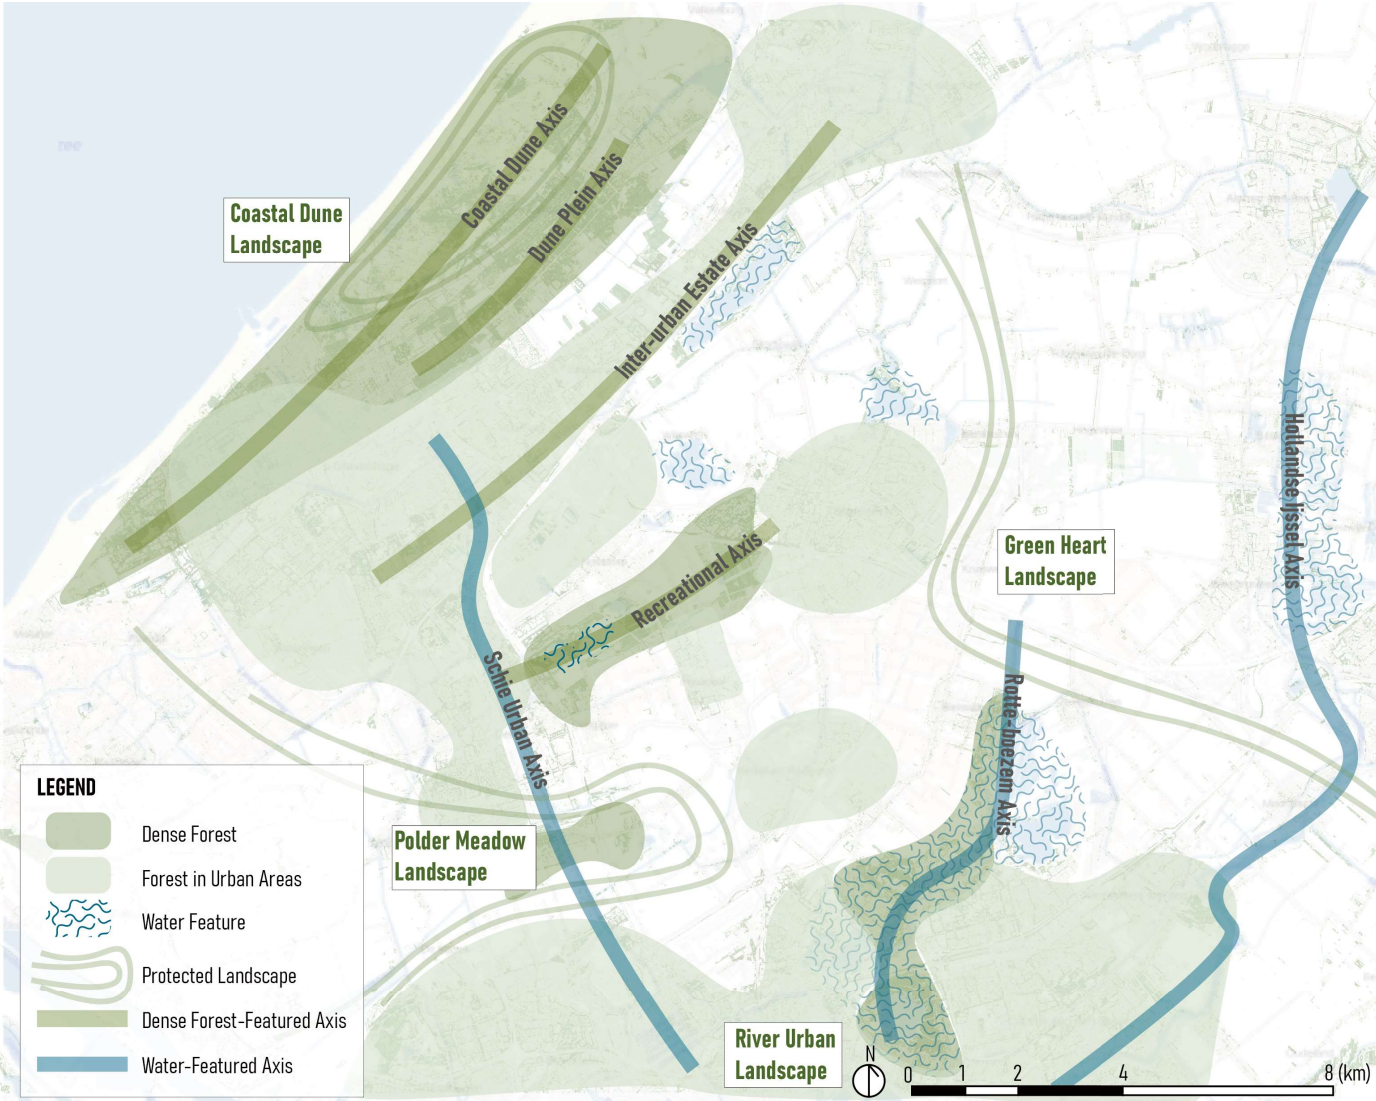 zee
Coastal Dune Axis
Dune Plein Axis
Coastal Dune
Landscape
Inter-urban Estate Axis
Hollandse Ijssel Axis
Recreational Axis
Green Heart
Landscape
Schie Urban Axis
Rotte-boezem Axis
LEGEND
Dense Forest
Forest in Urban Areas
Water Feature
Protected Landscape
Dense Forest-Featured Axis
Water-Featured Axis
Polder Meadow
Landscape
River Urban
Landscape
N
0 1 2 4 8 (km)